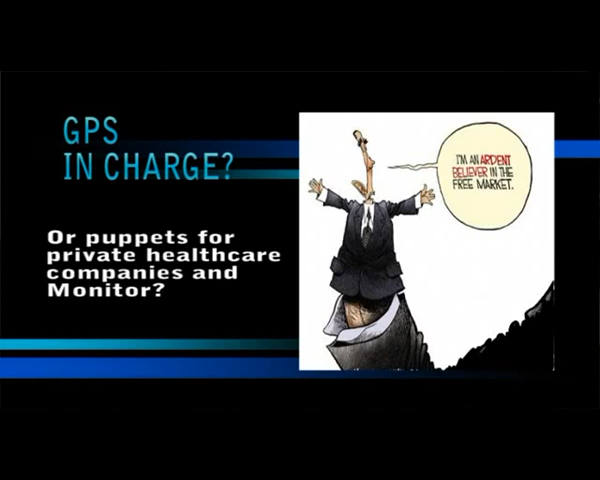 GPS
IN CHARGE?
Or puppets for
private healthcare
companies and
Monitor?
I'M AN ARDENT
BELIEVER IN THE
FREE MARKET.